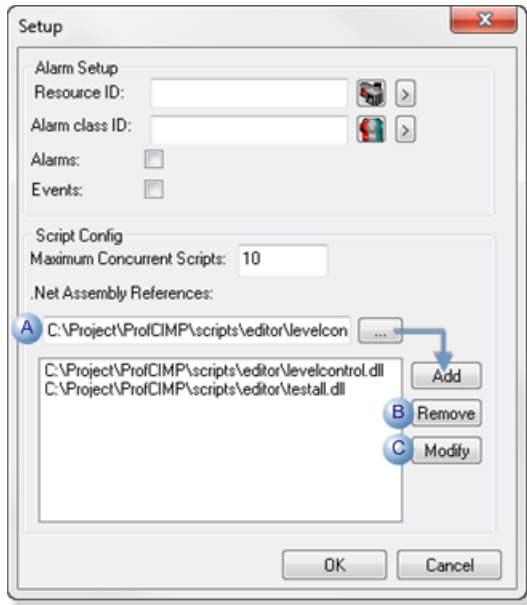 Setup
Alarm Setup
Resource ID:
>
Alarm class ID:
>
Alarms:
Events:
Script Config
Maximum Concurrent Scripts: 10
.Net Assembly References:
A C:\Project\ProfCIMP\scripts\editor\levelcon ...
C:\Project\ProfCIMP\scripts\editor\levelcontrol.dll
C:\Project\ProfCIMP\scripts\editor\testall.dll
Add
B Remove
C Modify
OK Cancel